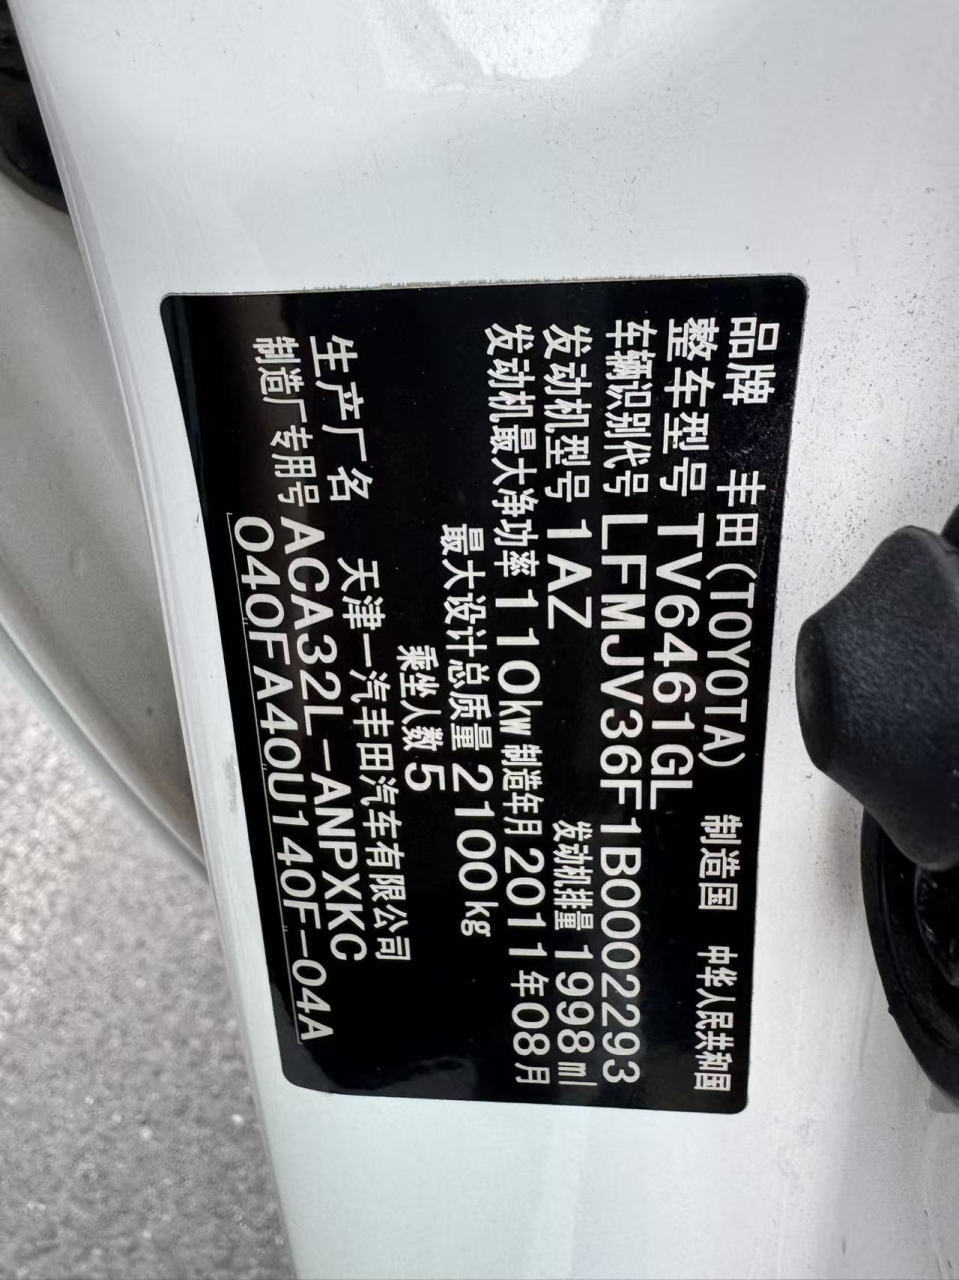 品牌 丰田(TOYOTA) 制造国 中华人民共和国
整车型号 TV6461GL
车辆识别代号 LFMJV36F1B0002293
发动机型号 1AZ 发动机排量 1998ml
发动机最大净功率 110kW 制造年月 2011年08月
最大设计总质量 2100kg
乘坐人数 5
生产厂名 天津一汽丰田汽车有限公司
制造厂专用号 ACA32L-ANPXKC
040FA40U140F-04A